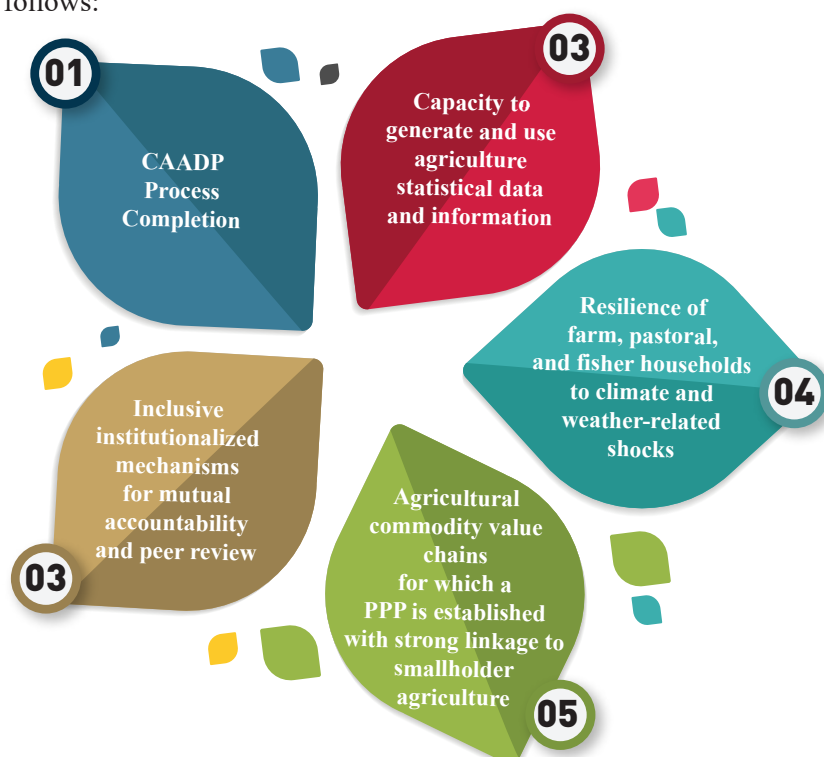 follows:
01
CAADP
Process
Completion
03
Capacity to
generate and use
agriculture
statistical data
and information
Resilience of
farm, pastoral,
and fisher households
to climate and
weather-related
shocks
04
Inclusive
institutionalized
mechanisms
for mutual
accountability
and peer review
03
Agricultural
commodity value
chains
for which a
PPP is established
with strong linkage to
smallholder
agriculture
05